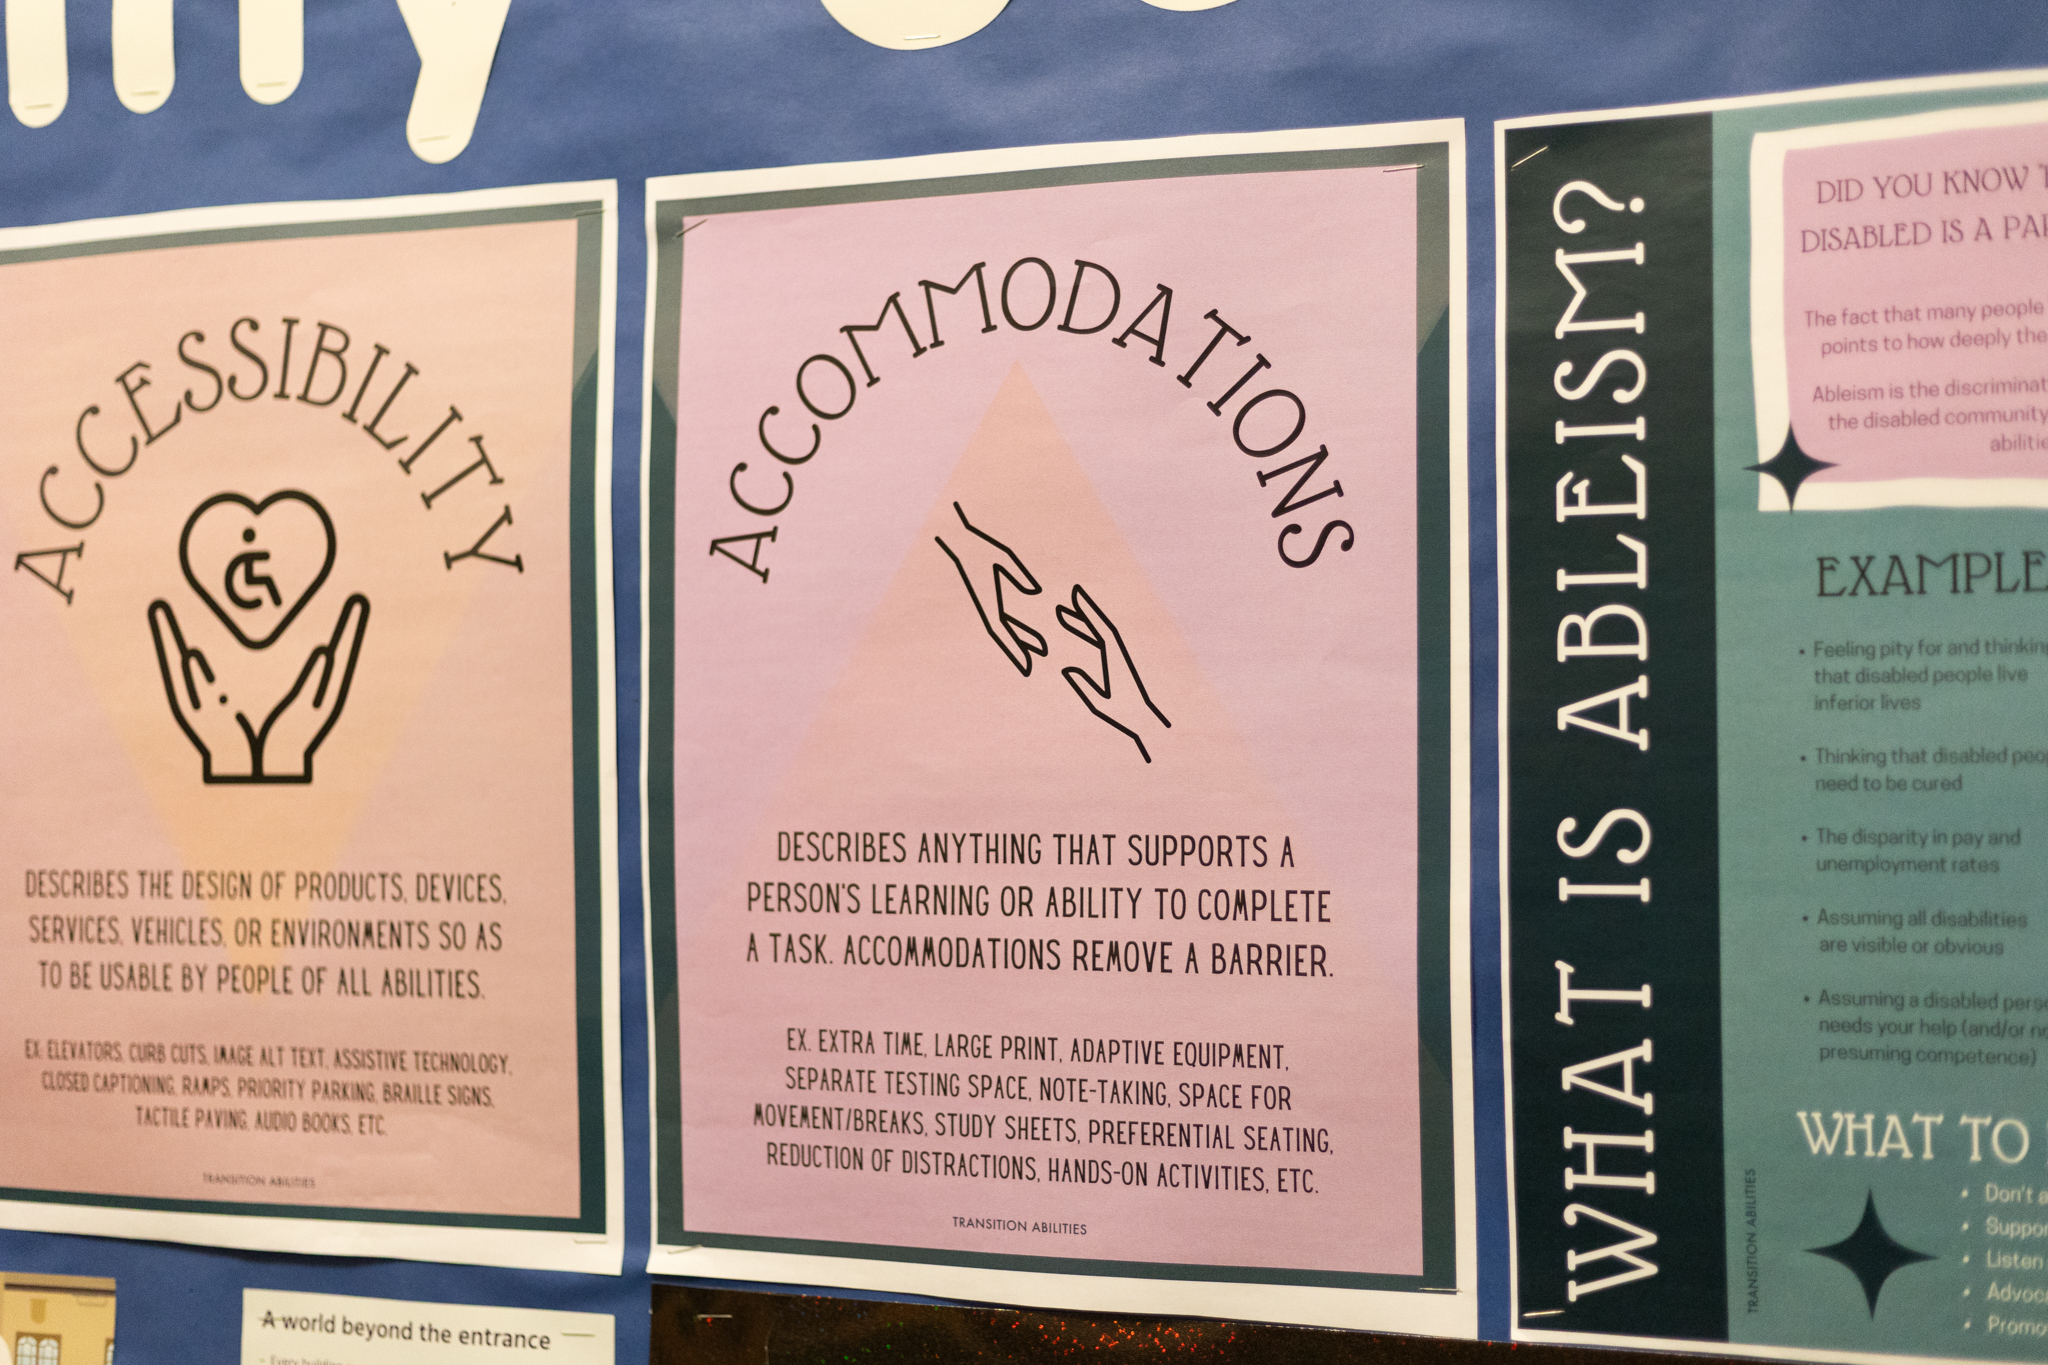 ACCESSIBILITY
DESCRIBES THE DESIGN OF PRODUCTS, DEVICES,
SERVICES, VEHICLES, OR ENVIRONMENTS SO AS
TO BE USABLE BY PEOPLE OF ALL ABILITIES.
EX. ELEVATORS, CURB CUTS, IMAGE ALT TEXT, ASSISTIVE TECHNOLOGY,
CLOSED CAPTIONING, RAMPS, PRIORITY PARKING, BRAILLE SIGNS,
TACTILE PAVING, AUDIO BOOKS, ETC.
TRANSITION ABILITIES
ACCOMMODATIONS
DESCRIBES ANYTHING THAT SUPPORTS A
PERSON'S LEARNING OR ABILITY TO COMPLETE
A TASK. ACCOMMODATIONS REMOVE A BARRIER.
EX. EXTRA TIME, LARGE PRINT, ADAPTIVE EQUIPMENT,
SEPARATE TESTING SPACE, NOTE-TAKING, SPACE FOR
MOVEMENT/BREAKS, STUDY SHEETS, PREFERENTIAL SEATING,
REDUCTION OF DISTRACTIONS, HANDS-ON ACTIVITIES, ETC.
TRANSITION ABILITIES
WHAT IS ABLEISM?
DID YOU KNOW
DISABLED IS A
The fact that many people
points to how deeply the
Ableism is the
the disabled community
EXAMPLE
• Feeling pity for and thinking
that disabled people live
inferior lives
• Thinking that disabled
need to be cured
• The disparity in pay and
unemployment rates
• Assuming all disabilities
are visible or obvious
• Assuming a disabled
needs your help (and/or
presuming competence)
WHAT TO
• Don't
•
• Listen
•
•
TRANSITION ABILITIES
A world beyond the entrance